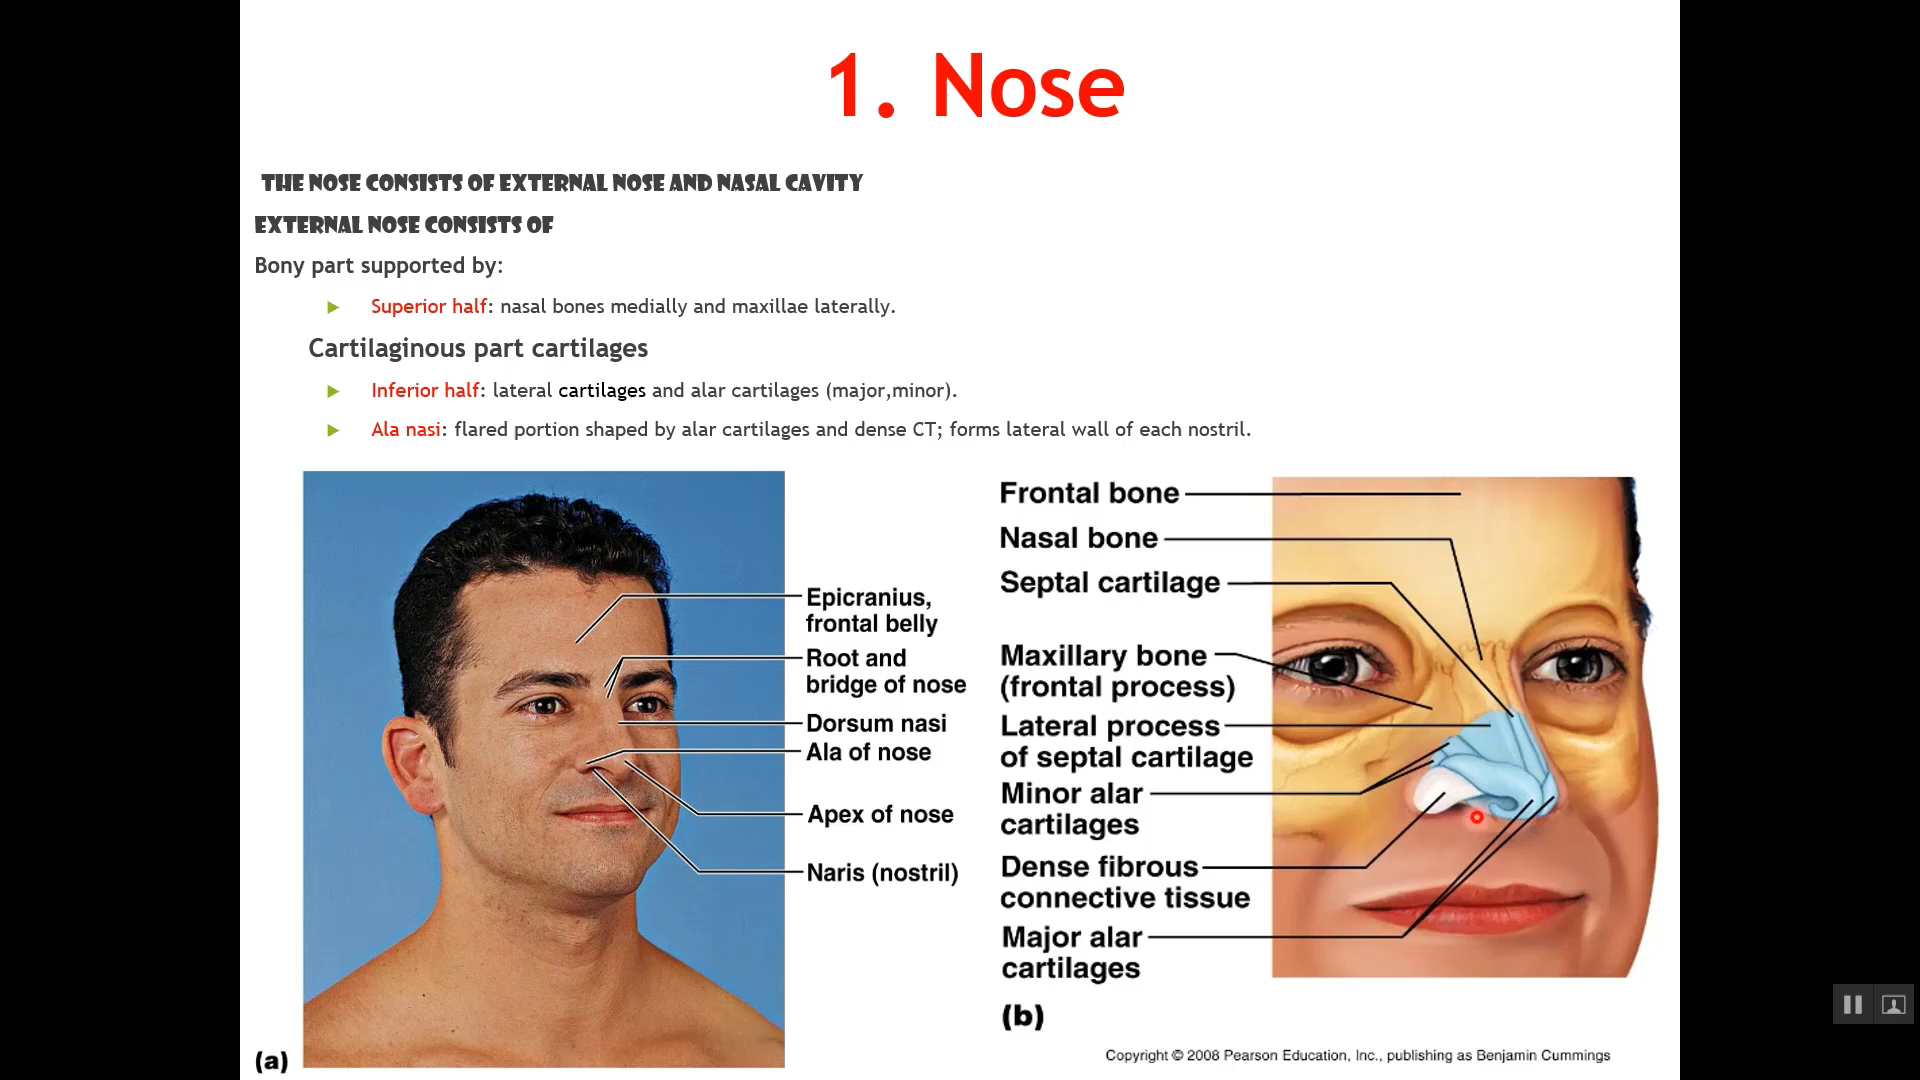 1. Nose
THE NOSE CONSISTS OF EXTERNAL NOSE AND NASAL CAVITY
EXTERNAL NOSE CONSISTS OF
Bony part supported by:
Superior half: nasal bones medially and maxillae laterally.
Cartilaginous part cartilages
Inferior half: lateral cartilages and alar cartilages (major,minor).
Ala nasi: flared portion shaped by alar cartilages and dense CT; forms lateral wall of each nostril.
Epicranius,
frontal belly
Root and
bridge of nose
Dorsum nasi
Ala of nose
Apex of nose
Naris (nostril)
(a)
Frontal bone
Nasal bone
Septal cartilage
Maxillary bone
(frontal process)
Lateral process
of septal cartilage
Minor alar
cartilages
Dense fibrous
connective tissue
Major alar
cartilages
(b)
Copyright © 2008 Pearson Education, Inc., publishing as Benjamin Cummings